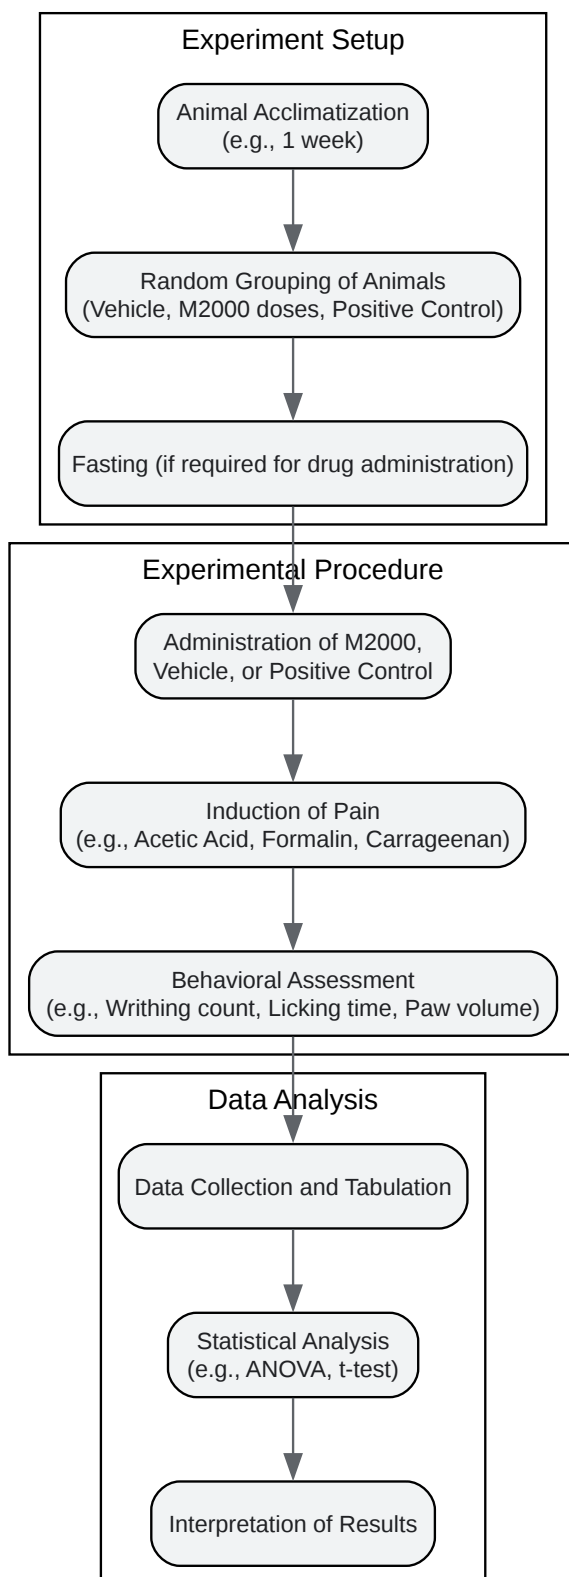 Experiment Setup
Animal Acclimatization
(e.g., 1 week)
Random Grouping of Animals
(Vehicle, M2000 doses, Positive Control)
Fasting (if required for drug administration)
Experimental Procedure
Administration of M2000,
Vehicle, or Positive Control
Induction of Pain
(e.g., Acetic Acid, Formalin, Carrageenan)
Behavioral Assessment
(e.g., Writhing count, Licking time, Paw volume)
Data Analysis
Data Collection and Tabulation
Statistical Analysis
(e.g., ANOVA, t-test)
Interpretation of Results